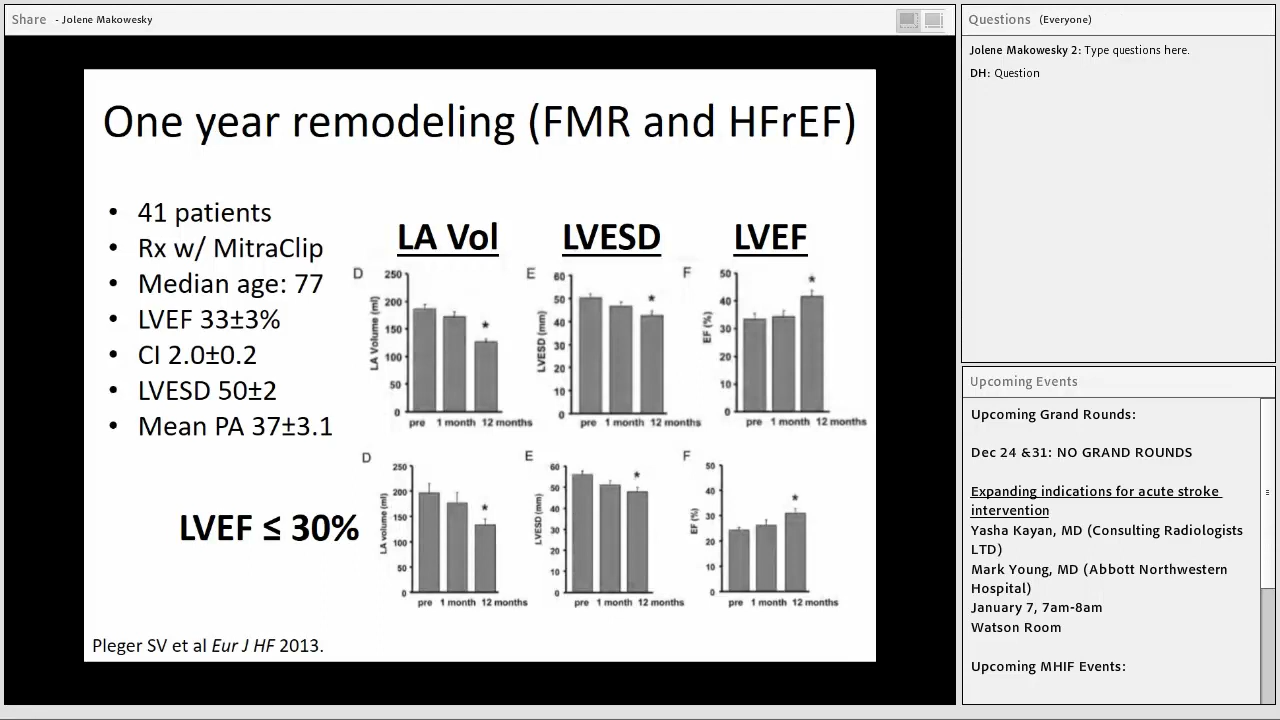 Share - Jolene Makowesky
One year remodeling (FMR and HFrEF)
• 41 patients
• Rx w/ MitraClip
• Median age: 77
• LVEF 33±3%
• CI 2.0±0.2
• LVESD 50±2
• Mean PA 37±3.1
LVEF ≤ 30%
LA Vol
D
LA Volume (ml)
250
200
150
100
50
0
*
pre 1 month 12 months
LVESD
E
LVESD (mm)
60
50
40
30
20
10
0
*
pre 1 month 12 months
LVEF
F
EF (%)
50
40
30
20
10
0
*
pre 1 month 12 months
D
LA volume (ml)
250
200
150
100
50
0
*
pre 1 month 12 months
E
LVESD (mm)
60
50
40
30
20
10
0
*
pre 1 month 12 months
F
EF (%)
50
40
30
20
10
0
*
pre 1 month 12 months
Pleger SV et al Eur J HF 2013.
Questions (Everyone)
Jolene Makowesky 2: Type questions here.
DH: Question
Upcoming Events
Upcoming Grand Rounds:
Dec 24 &31: NO GRAND ROUNDS
Expanding indications for acute stroke
intervention
Yasha Kayan, MD (Consulting Radiologists
LTD)
Mark Young, MD (Abbott Northwestern
Hospital)
January 7, 7am-8am
Watson Room
Upcoming MHIF Events: